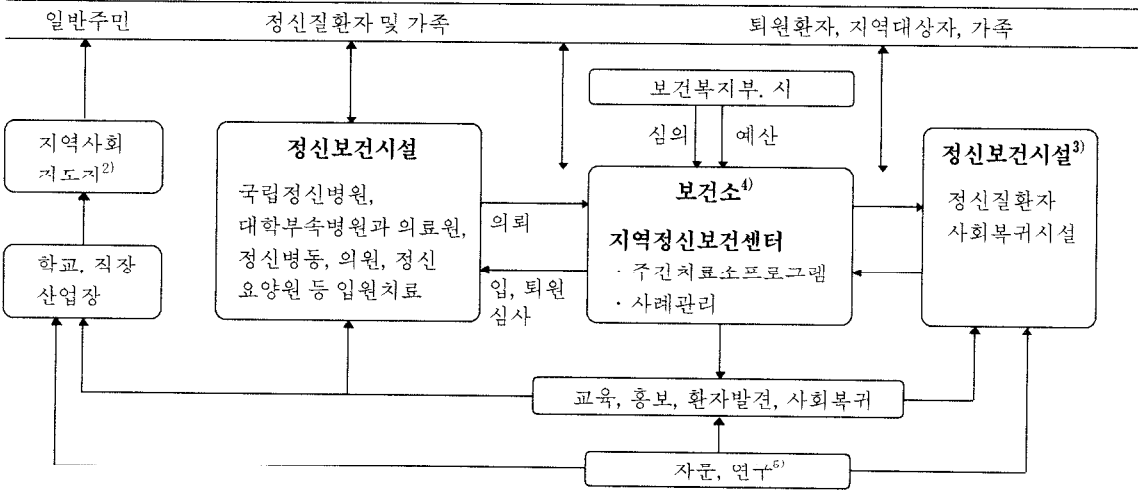 일반주민
정신질환자 및 가족
퇴원환자, 지역대상자, 가족
보건복지부. 시
심의
예산
지역사회
지도자2)
정신보건시설
국립정신병원,
대학부속병원과 의료원,
정신병동, 의원, 정신
요양원 등 입원치료
의뢰
입, 퇴원
심사
보건소4)
지역정신보건센터
· 주간치료소프로그램
· 사례관리
정신보건시설3)
정신질환자
사회복귀시설
학교. 직장
산업장
교육, 홍보, 환자발견, 사회복귀
자문, 연구5)